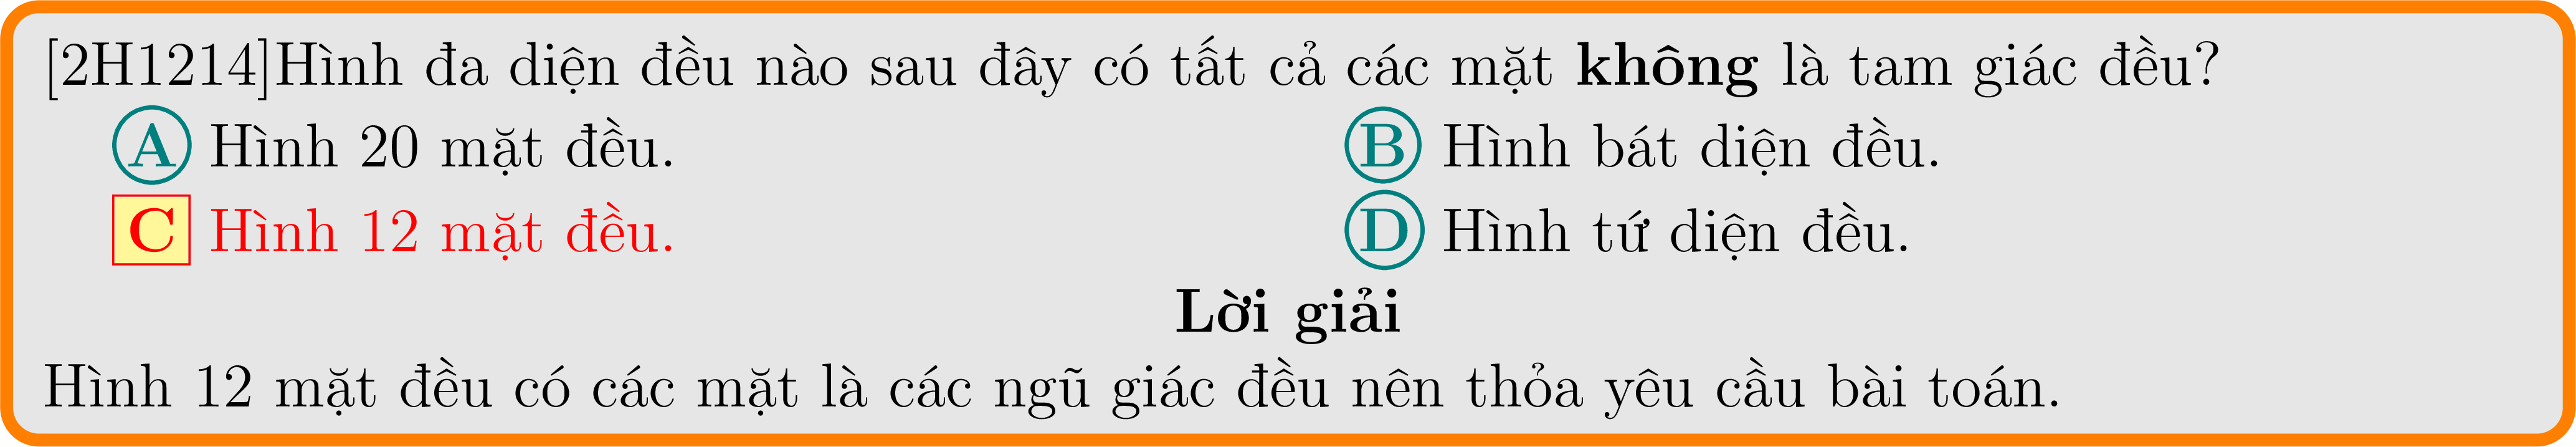 [2H1214]Hình đa diện đều nào sau đây có tất cả các mặt không là tam giác đều?
A Hình 20 mặt đều. B Hình bát diện đều.
C Hình 12 mặt đều. D Hình tứ diện đều.
Lời giải
Hình 12 mặt đều có các mặt là các ngũ giác đều nên thỏa yêu cầu bài toán.